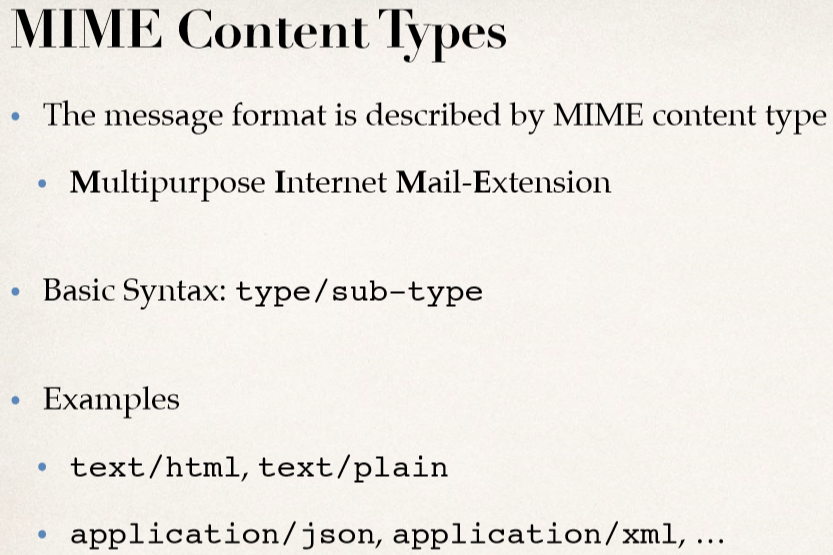 MIME Content Types
• The message format is described by MIME content type
• Multipurpose Internet Mail-Extension
• Basic Syntax: type/sub-type
• Examples
• text/html, text/plain
• application/json, application/xml, …